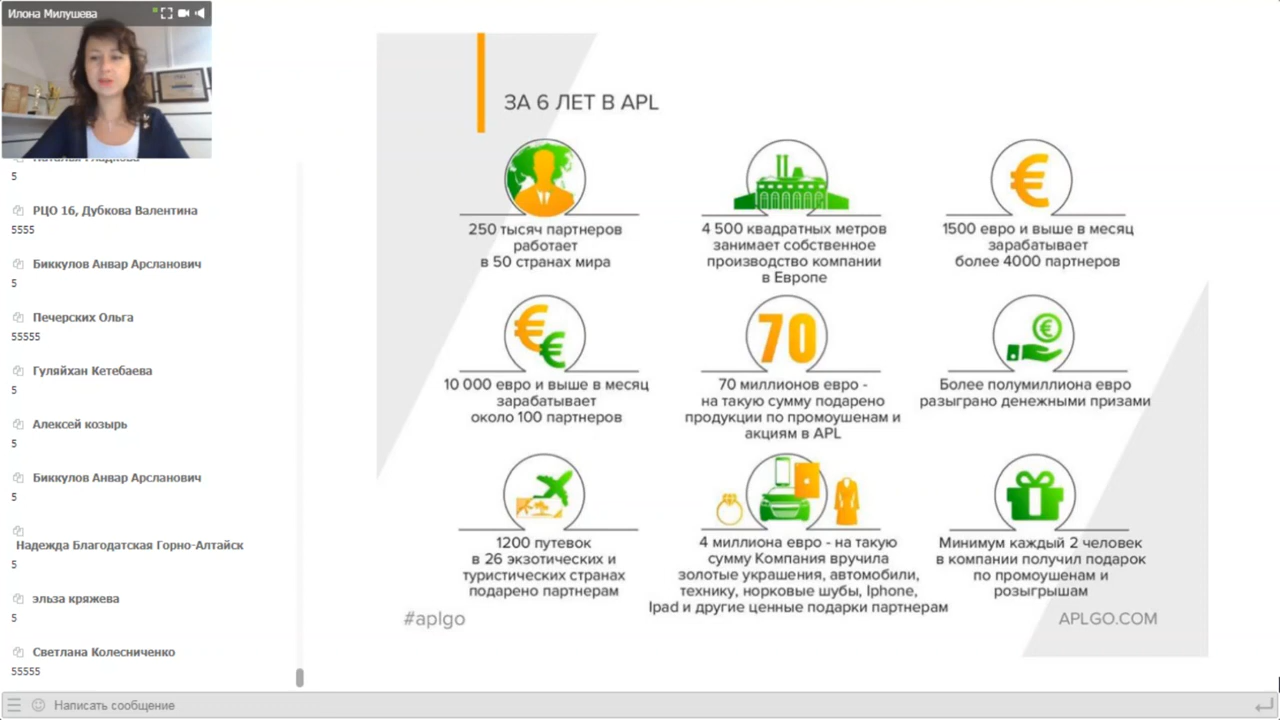 Илона Милушева
Наталья Гладкова
5
РЦО 16, Дубкова Валентина
5555
Биккулов Анвар Арсланович
5
Печерских Ольга
55555
Гуляйхан Кетебаева
5
Алексей козырь
5
Биккулов Анвар Арсланович
5
Надежда Благодатская Горно-Алтайск
5
эльза кряжева
5
Светлана Колесниченко
55555
Написать сообщение
ЗА 6 ЛЕТ В APL
250 тысяч партнеров
работает
в 50 странах мира
4 500 квадратных метров
занимает собственное
производство компании
в Европе
€
1500 евро и выше в месяц
зарабатывает
более 4000 партнеров
€€
10 000 евро и выше в месяц
зарабатывает
около 100 партнеров
70
70 миллионов евро -
на такую сумму подарено
продукции по промоушенам и
акциям в APL
€
Более полумиллиона евро
разыграно денежными призами
1200 путевок
в 26 экзотических и
туристических странах
подарено партнерам
4 миллиона евро - на такую
сумму Компания вручила
золотые украшения, автомобили,
технику, норковые шубы, Iphone,
Ipad и другие ценные подарки партнерам
Минимум каждый 2 человек
в компании получил подарок
по промоушенам и
розыгрышам
#aplgo
APLGO.COM